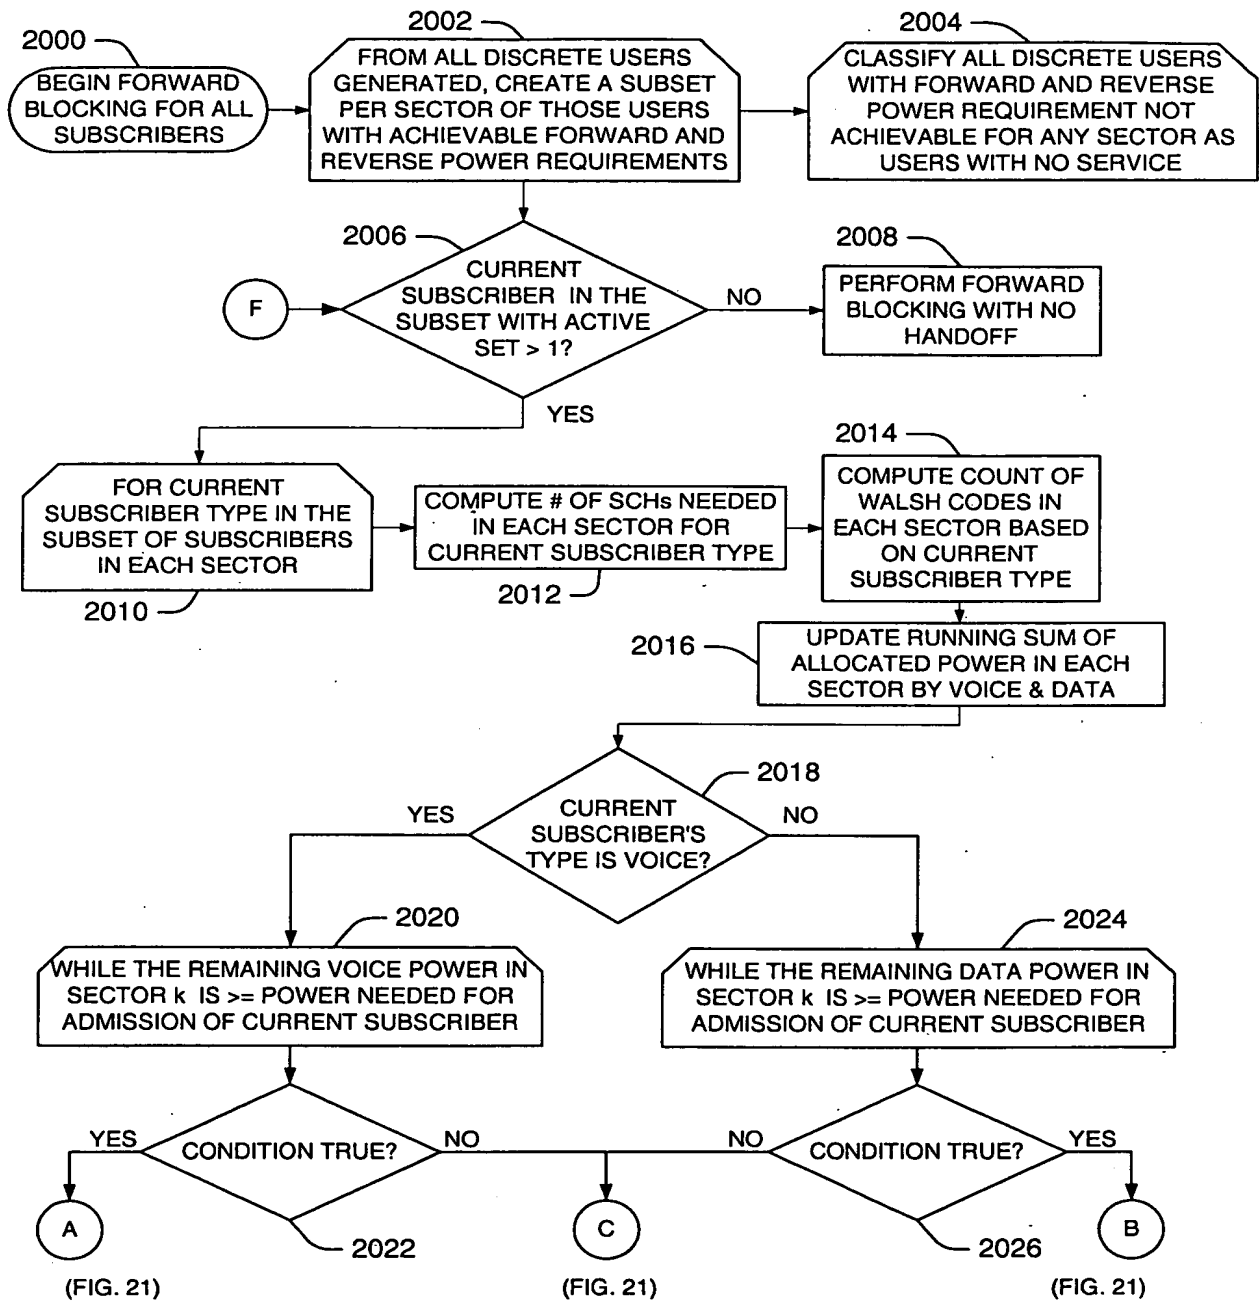 2000
BEGIN FORWARD
BLOCKING FOR ALL
SUBSCRIBERS
2002
FROM ALL DISCRETE USERS
GENERATED, CREATE A SUBSET
PER SECTOR OF THOSE USERS
WITH ACHIEVABLE FORWARD AND
REVERSE POWER REQUIREMENTS
2004
CLASSIFY ALL DISCRETE USERS
WITH FORWARD AND REVERSE
POWER REQUIREMENT NOT
ACHIEVABLE FOR ANY SECTOR AS
USERS WITH NO SERVICE
F
2006
CURRENT
SUBSCRIBER IN THE
SUBSET WITH ACTIVE
SET > 1?
NO
YES
2008
PERFORM FORWARD
BLOCKING WITH NO
HANDOFF
FOR CURRENT
SUBSCRIBER TYPE IN THE
SUBSET OF SUBSCRIBERS
IN EACH SECTOR
2010
COMPUTE # OF SCHs NEEDED
IN EACH SECTOR FOR
CURRENT SUBSCRIBER TYPE
2012
2014
COMPUTE COUNT OF
WALSH CODES IN
EACH SECTOR BASED
ON CURRENT
SUBSCRIBER TYPE
2016
UPDATE RUNNING SUM OF
ALLOCATED POWER IN EACH
SECTOR BY VOICE & DATA
2018
YES
CURRENT
SUBSCRIBER'S
TYPE IS VOICE?
NO
2020
WHILE THE REMAINING VOICE POWER IN
SECTOR k IS >= POWER NEEDED FOR
ADMISSION OF CURRENT SUBSCRIBER
2024
WHILE THE REMAINING DATA POWER IN
SECTOR k IS >= POWER NEEDED FOR
ADMISSION OF CURRENT SUBSCRIBER
YES
CONDITION TRUE?
NO
2022
NO
CONDITION TRUE?
YES
2026
A
C
B
(FIG. 21)
(FIG. 21)
(FIG. 21)